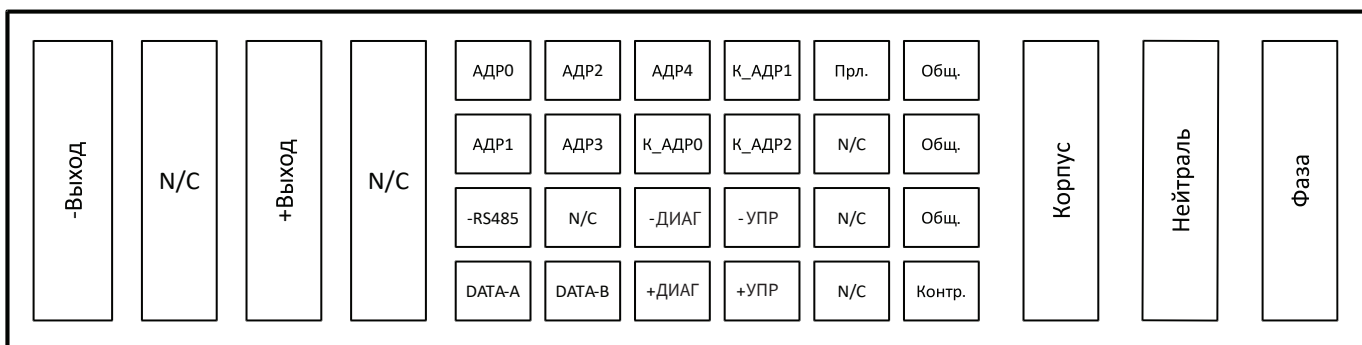 -Выход
N/C
+Выход
N/C
АДР0 АДР2 АДР4 К_АДР1 Прл. Общ.
АДР1 АДР3 К_АДР0 К_АДР2 N/C Общ.
-RS485 N/C -ДИАГ -УПР N/C Общ.
DATA-A DATA-B +ДИАГ +УПР N/C Контр.
Корпус
Нейтраль
Фаза